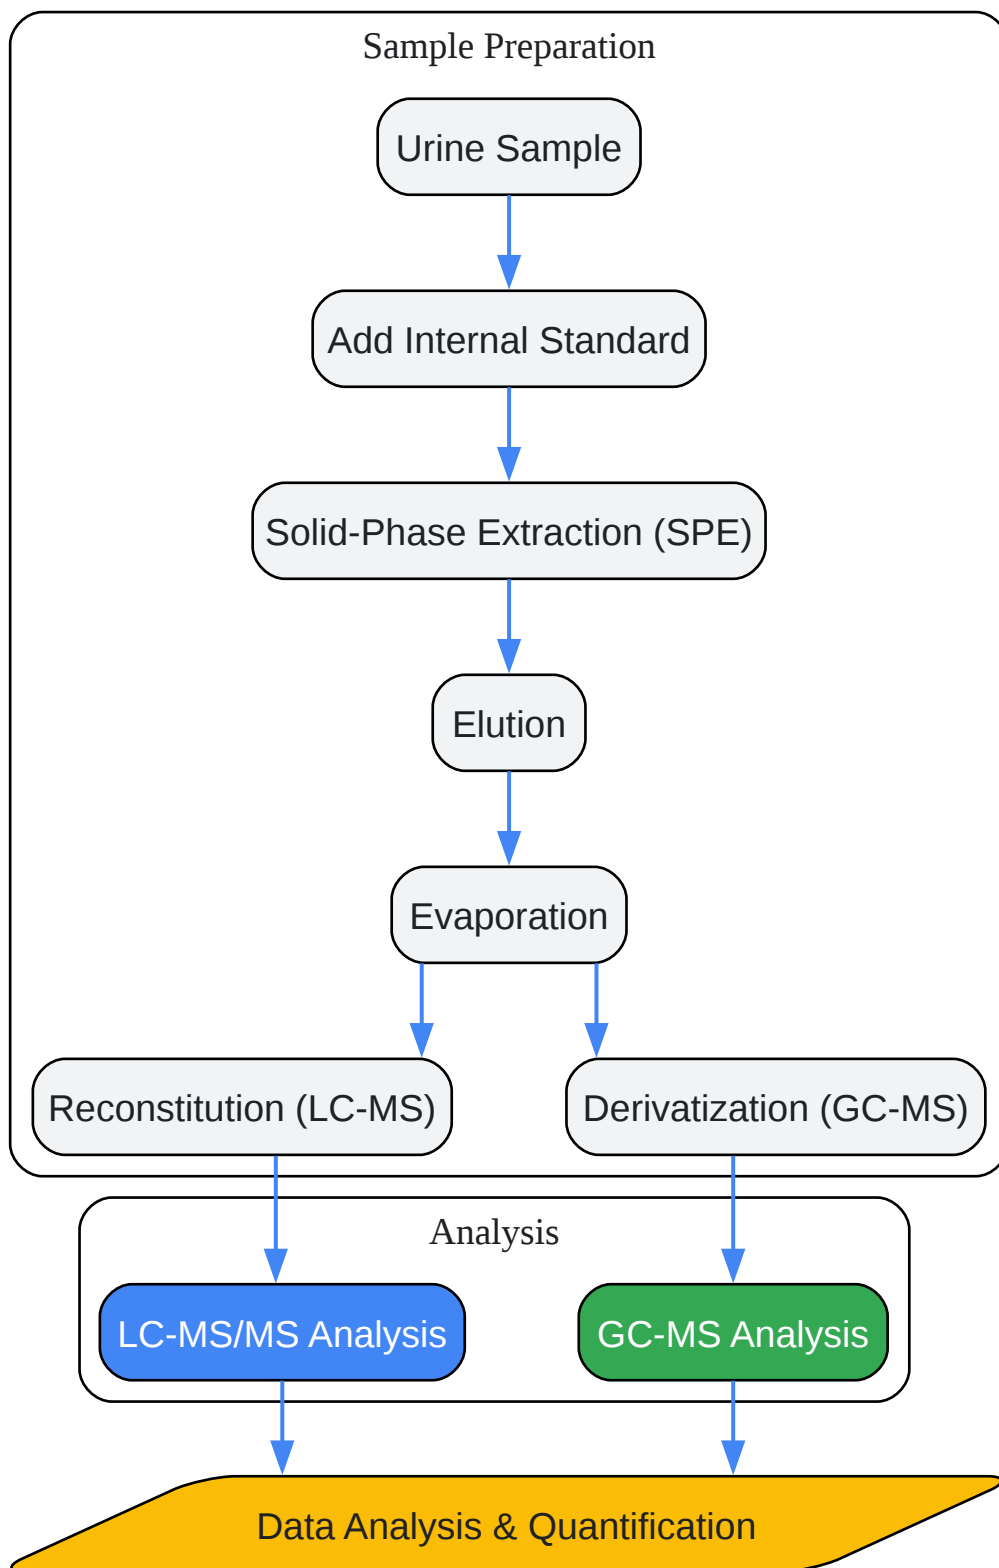 Sample Preparation
Urine Sample
Add Internal Standard
Solid-Phase Extraction (SPE)
Elution
Evaporation
Reconstitution (LC-MS)
Derivatization (GC-MS)
Analysis
LC-MS/MS Analysis
GC-MS Analysis
Data Analysis & Quantification